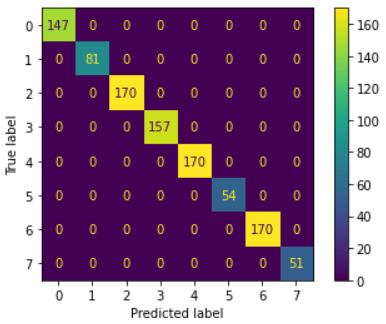 0 147 0 0 0 0 0 0 0
1 0 81 0 0 0 0 0 0
2 0 0 170 0 0 0 0 0
3 0 0 0 157 0 0 0 0
4 0 0 0 0 170 0 0 0
5 0 0 0 0 0 54 0 0
6 0 0 0 0 0 0 170 0
7 0 0 0 0 0 0 0 51
0 1 2 3 4 5 6 7
Predicted label
True label
160
140
120
100
80
60
40
20
0